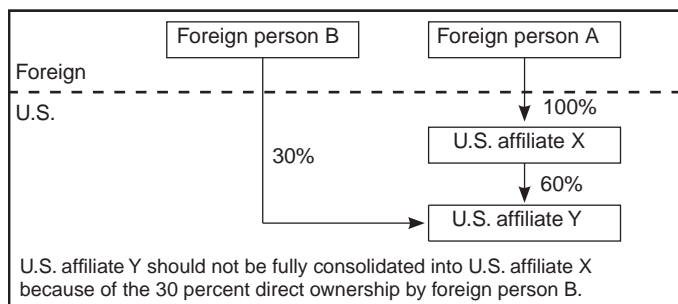 Foreign person B
Foreign person A
Foreign
U.S.
100%
U.S. affiliate X
30%
60%
U.S. affiliate Y
U.S. affiliate Y should not be fully consolidated into U.S. affiliate X
because of the 30 percent direct ownership by foreign person B.